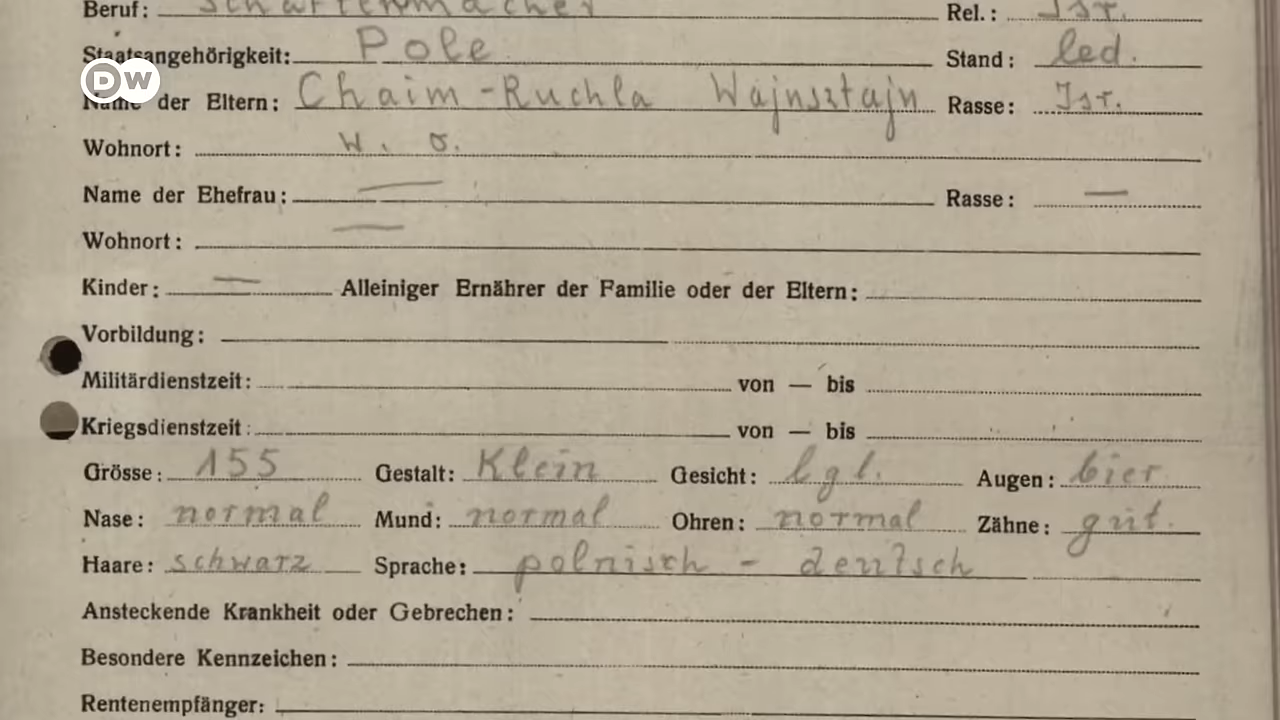 Beruf: Schäftenmacher Rel.: Isr.
Staatsangehörigkeit: Pole Stand: led.
DW
Name der Eltern: Chaim-Ruchla Wajnsztajn Rasse: Isr.
Wohnort: w. o.
Name der Ehefrau: — Rasse: —
Wohnort: —
Kinder: — Alleiniger Ernährer der Familie oder der Eltern:
Vorbildung:
Militärdienstzeit: von — bis
Kriegsdienstzeit: von — bis
Grösse: 155 Gestalt: Klein Gesicht: lgl. Augen: bier
Nase: normal Mund: normal Ohren: normal Zähne: gut.
Haare: schwarz Sprache: polnisch - deutsch
Ansteckende Krankheit oder Gebrechen:
Besondere Kennzeichen:
Rentenempfänger: